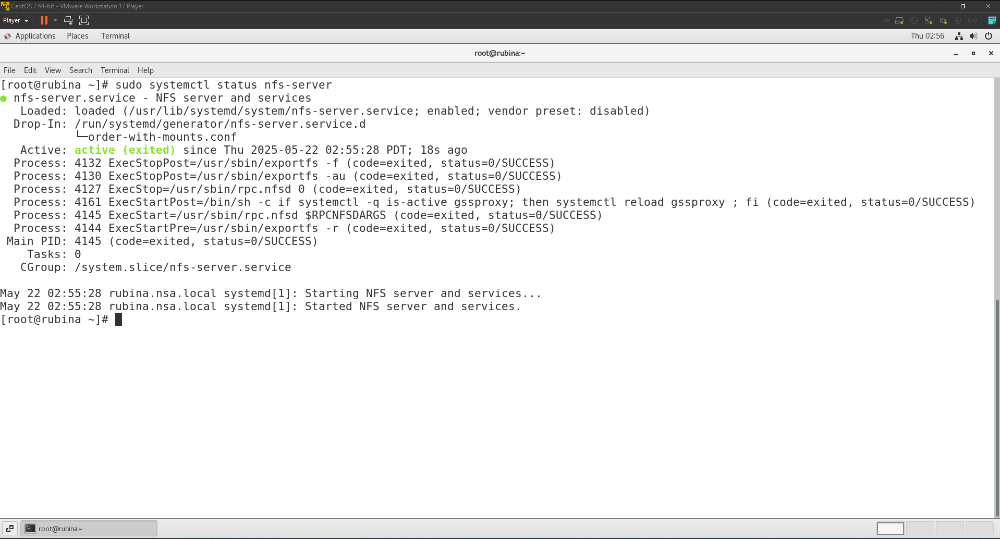 CentOS 7 64-bit - VMware Workstation 17 Player
Player
Applications Places Terminal Thu 02:56
root@rubina:~
File Edit View Search Terminal Help
[root@rubina ~]# sudo systemctl status nfs-server
● nfs-server.service - NFS server and services
   Loaded: loaded (/usr/lib/systemd/system/nfs-server.service; enabled; vendor preset: disabled)
  Drop-In: /run/systemd/generator/nfs-server.service.d
           └─order-with-mounts.conf
   Active: active (exited) since Thu 2025-05-22 02:55:28 PDT; 18s ago
  Process: 4132 ExecStopPost=/usr/sbin/exportfs -f (code=exited, status=0/SUCCESS)
  Process: 4130 ExecStopPost=/usr/sbin/exportfs -au (code=exited, status=0/SUCCESS)
  Process: 4127 ExecStop=/usr/sbin/rpc.nfsd 0 (code=exited, status=0/SUCCESS)
  Process: 4161 ExecStartPost=/bin/sh -c if systemctl -q is-active gssproxy; then systemctl reload gssproxy ; fi (code=exited, status=0/SUCCESS)
  Process: 4145 ExecStart=/usr/sbin/rpc.nfsd $RPCNFSDARGS (code=exited, status=0/SUCCESS)
  Process: 4144 ExecStartPre=/usr/sbin/exportfs -r (code=exited, status=0/SUCCESS)
 Main PID: 4145 (code=exited, status=0/SUCCESS)
    Tasks: 0
   CGroup: /system.slice/nfs-server.service

May 22 02:55:28 rubina.nsa.local systemd[1]: Starting NFS server and services...
May 22 02:55:28 rubina.nsa.local systemd[1]: Started NFS server and services.
[root@rubina ~]#
root@rubina:~